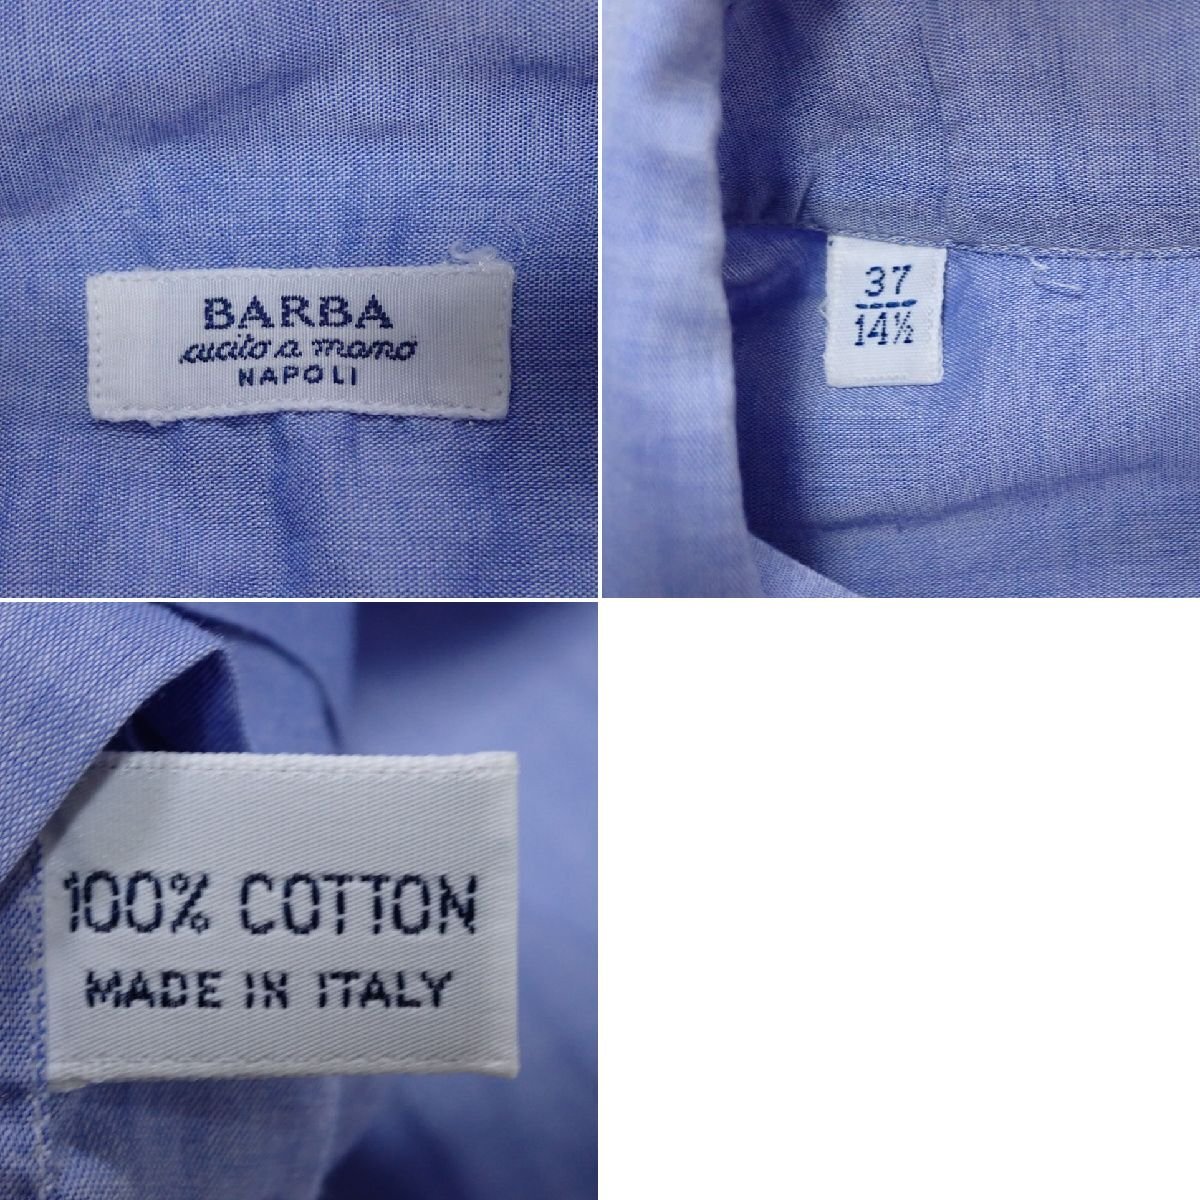 BARBA
cucito a mano
NAPOLI
37
14½
100% COTTON
MADE IN ITALY